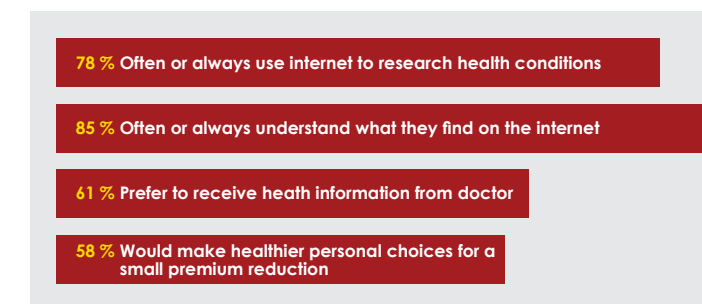 78 % Often or always use internet to research health conditions
85 % Often or always understand what they find on the internet
61 % Prefer to receive heath information from doctor
58 % Would make healthier personal choices for a
small premium reduction